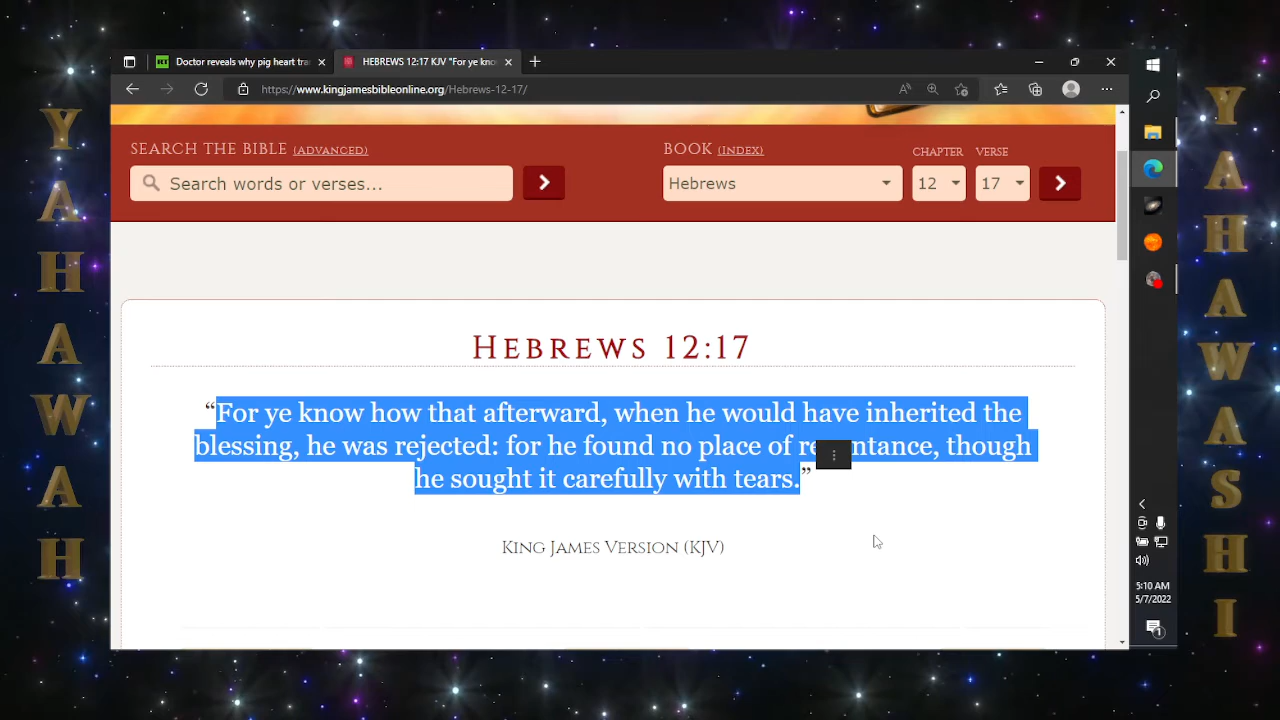 Doctor reveals why pig heart tra
HEBREWS 12:17 KJV "For ye kno
https://www.kingjamesbibleonline.org/Hebrews-12-17/
SEARCH THE BIBLE (ADVANCED)
BOOK (INDEX)
CHAPTER
VERSE
Search words or verses...
Hebrews
12
17
HEBREWS 12:17
“For ye know how that afterward, when he would have inherited the
blessing, he was rejected: for he found no place of re ntance, though
he sought it carefully with tears.”
KING JAMES VERSION (KJV)
5:10 AM
5/7/2022
1
YAHAWAH
YAHAWASHI
RT